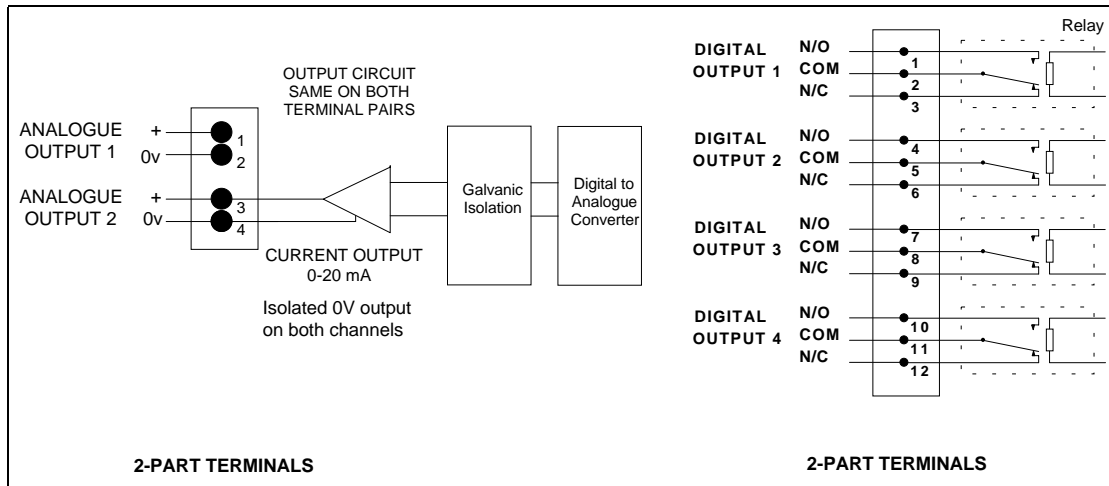 OUTPUT CIRCUIT
SAME ON BOTH
TERMINAL PAIRS
ANALOGUE
OUTPUT 1
+
0v
1
2
ANALOGUE
OUTPUT 2
+
0v
3
4
CURRENT OUTPUT
0-20 mA
Isolated 0V output
on both channels
Galvanic
Isolation
Digital to
Analogue
Converter
2-PART TERMINALS
Relay
DIGITAL
OUTPUT 1
N/O
COM
N/C
1
2
3
DIGITAL
OUTPUT 2
N/O
COM
N/C
4
5
6
DIGITAL
OUTPUT 3
N/O
COM
N/C
7
8
9
DIGITAL
OUTPUT 4
N/O
COM
N/C
10
11
12
2-PART TERMINALS